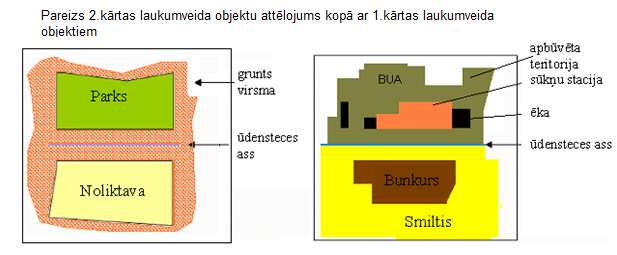 Pareizs 2.kārtas laukumveida objektu attēlojums kopā ar 1.kārtas laukumveida
objektiem
Parks
grunts
virsma
ūdensteces
ass
Noliktava
BUA
apbūvēta
teritorija
sūkņu stacija
ēka
ūdensteces ass
Bunkurs
Smiltis